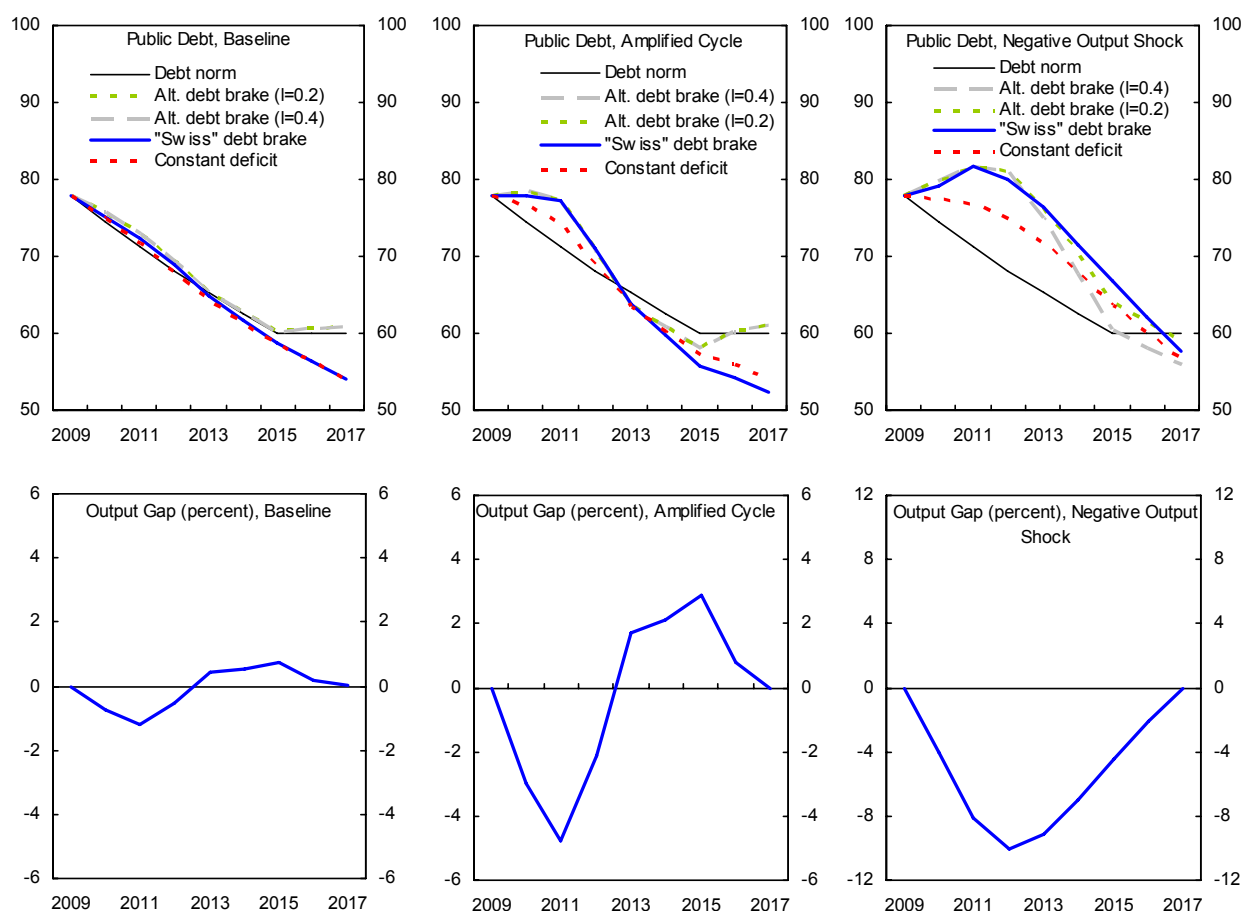 Public Debt, Baseline
Debt norm
Alt. debt brake (l=0.2)
Alt. debt brake (l=0.4)
"Swiss" debt brake
Constant deficit
100
90
80
70
60
50
100
90
80
70
60
50
2009 2011 2013 2015 2017
Public Debt, Amplified Cycle
Debt norm
Alt. debt brake (l=0.4)
Alt. debt brake (l=0.2)
"Swiss" debt brake
Constant deficit
100
90
80
70
60
50
100
90
80
70
60
50
2009 2011 2013 2015 2017
Public Debt, Negative Output Shock
Debt norm
Alt. debt brake (l=0.4)
Alt. debt brake (l=0.2)
"Swiss" debt brake
Constant deficit
100
90
80
70
60
50
100
90
80
70
60
50
2009 2011 2013 2015 2017
Output Gap (percent), Baseline
6
4
2
0
-2
-4
-6
6
4
2
0
-2
-4
-6
2009 2011 2013 2015 2017
Output Gap (percent), Amplified Cycle
6
4
2
0
-2
-4
-6
6
4
2
0
-2
-4
-6
2009 2011 2013 2015 2017
Output Gap (percent), Negative Output
Shock
12
8
4
0
-4
-8
-12
12
8
4
0
-4
-8
-12
2009 2011 2013 2015 2017